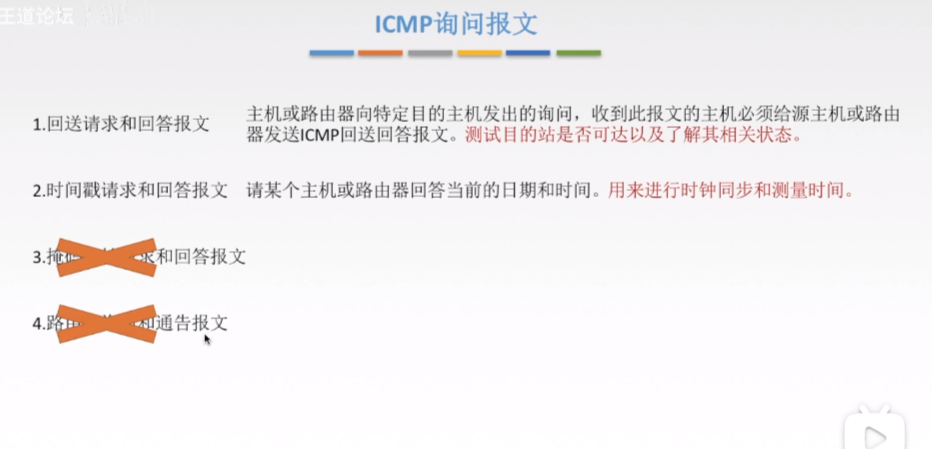 王道论坛
ICMP询问报文
1.回送请求和回答报文
主机或路由器向特定目的主机发出的询问，收到此报文的主机必须给源主机或路由
器发送ICMP回送回答报文。测试目的站是否可达以及了解其相关状态。
2.时间戳请求和回答报文
请某个主机或路由器回答当前的日期和时间。用来进行时钟同步和测量时间。
3.掩 求和回答报文
4.路由 和通告报文